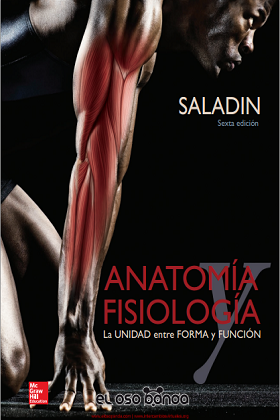 SALADIN
Sexta edición
ANATOMÍA
Y
FISIOLOGÍA
La UNIDAD entre FORMA y FUNCIÓN
Mc
Graw
Hill
Education
EL OSO PANDA